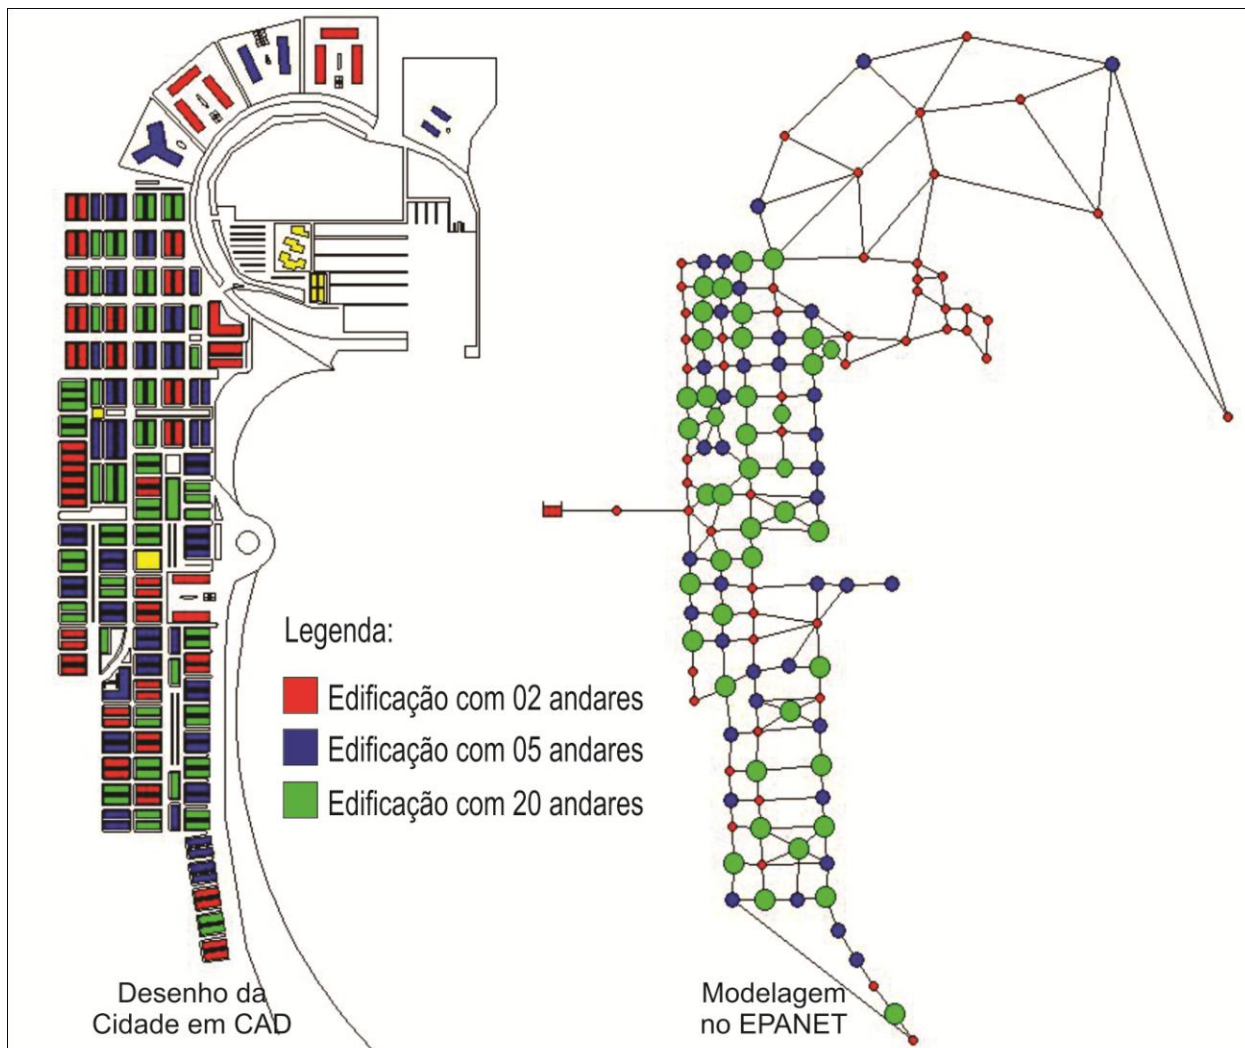 Legenda:
Edificação com 02 andares
Edificação com 05 andares
Edificação com 20 andares
Desenho da
Cidade em CAD
Modelagem
no EPANET